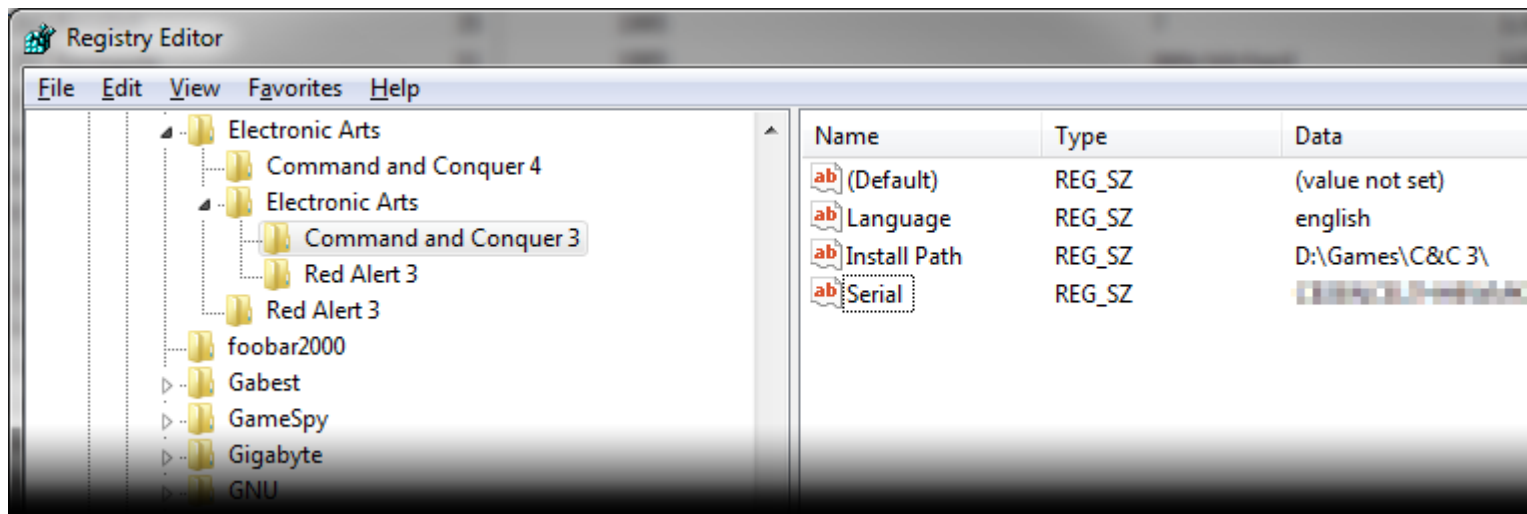 Registry Editor
File Edit View Favorites Help
Electronic Arts
Command and Conquer 4
Electronic Arts
Command and Conquer 3
Red Alert 3
Red Alert 3
foobar2000
Gabest
GameSpy
Gigabyte
GNU
Name Type Data
(Default) REG_SZ (value not set)
Language REG_SZ english
Install Path REG_SZ D:\Games\C&C 3\
Serial REG_SZ